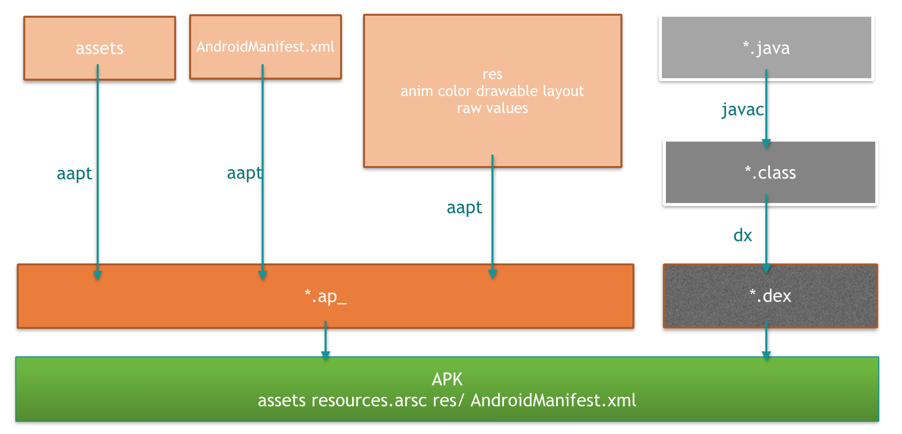 assets
AndroidManifest.xml
res
anim color drawable layout
raw values
*.java
javac
*.class
aapt
aapt
aapt
dx
*.ap_
*.dex
APK
assets resources.arsc res/ AndroidManifest.xml